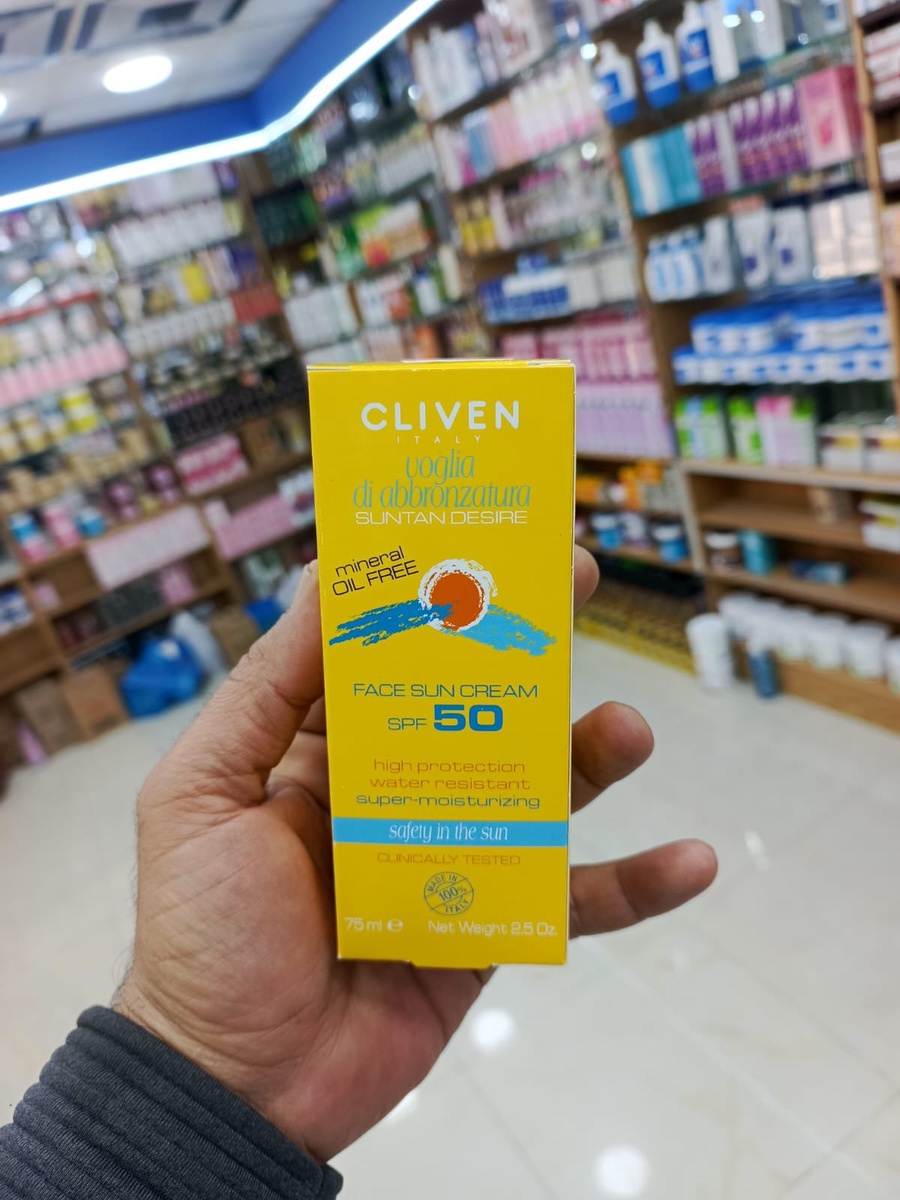 CLIVEN
ITALY
voglia
di abbronzatura
SUNTAN DESIRE
mineral
OIL FREE
FACE SUN CREAM
SPF 50
high protection
water resistant
super-moisturizing
safety in the sun
CLINICALLY TESTED
MADE IN
100%
ITALY
75 ml ℮ Net Weight 2.5 Oz.